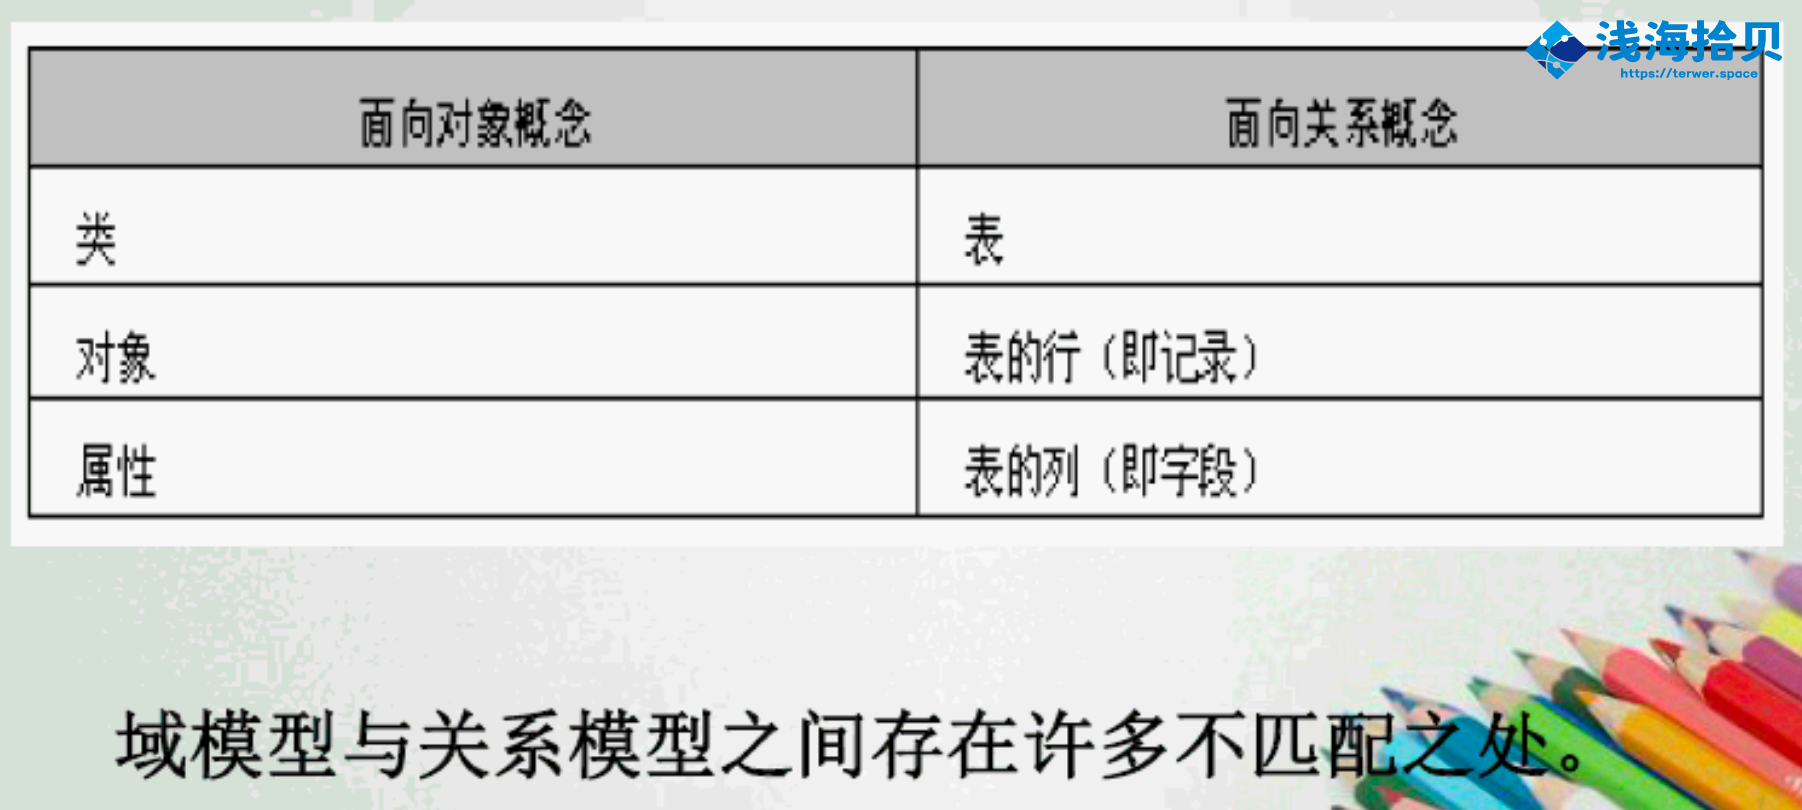 浅海拾贝
https://terwer.space
面向对象概念 面向关系概念
类 表
对象 表的行（即记录）
属性 表的列（即字段）
域模型与关系模型之间存在许多不匹配之处。